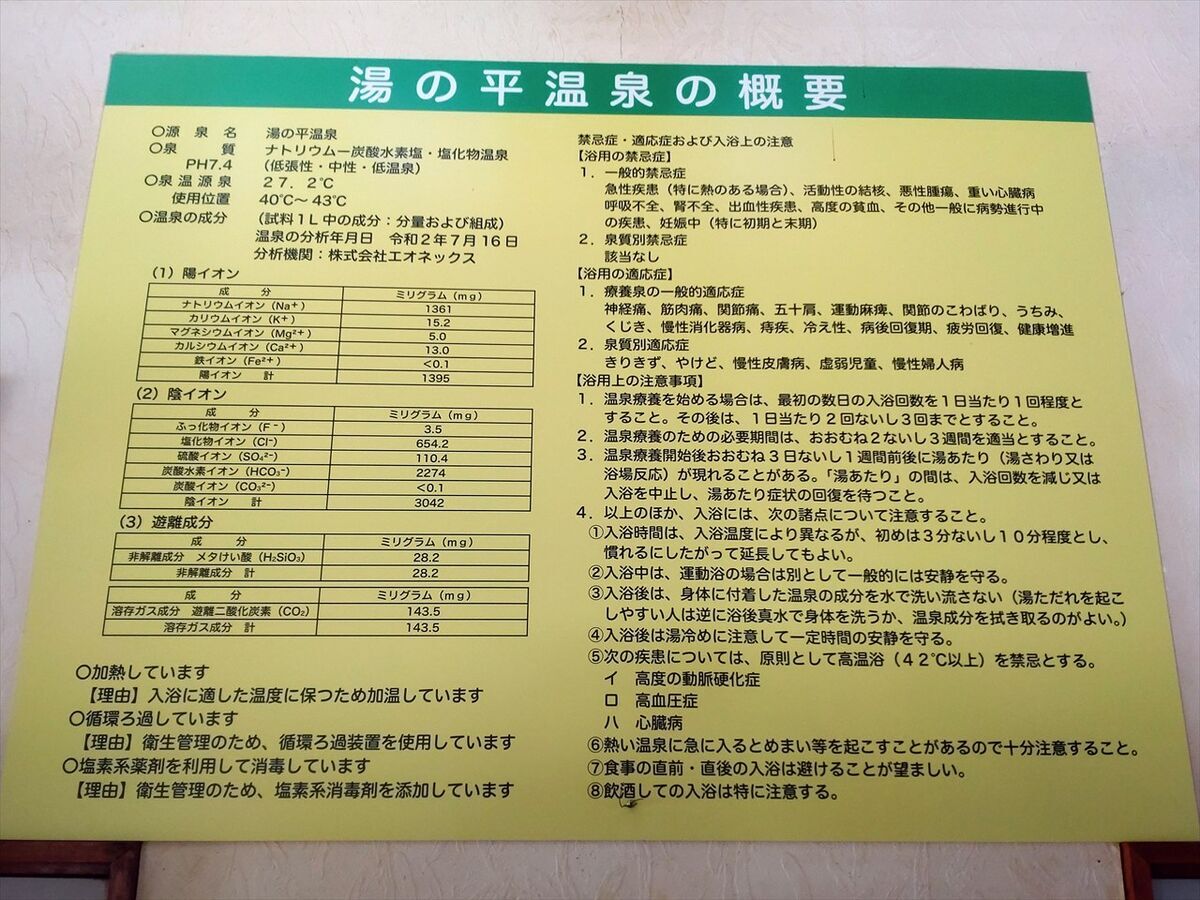 湯の平温泉の概要
○源泉名 湯の平温泉
○泉質 ナトリウムー炭酸水素塩・塩化物温泉
PH7.4 (低張性・中性・低温泉)
○泉温源泉 27.2℃
使用位置 40℃～43℃
○温泉の成分 (試料1L中の成分:分量および組成)
温泉の分析年月日 令和2年7月16日
分析機関:株式会社エオネックス
(1)陽イオン
成分 ミリグラム(mg)
ナトリウムイオン(Na⁺) 1361
カリウムイオン(K⁺) 15.2
マグネシウムイオン(Mg²⁺) 5.0
カルシウムイオン(Ca²⁺) 13.0
鉄イオン(Fe²⁺) <0.1
陽イオン 計 1395
(2)陰イオン
成分 ミリグラム(mg)
ふっ化物イオン(F⁻) 3.5
塩化物イオン(Cl⁻) 654.2
硫酸イオン(SO₄²⁻) 110.4
炭酸水素イオン(HCO₃⁻) 2274
炭酸イオン(CO₃²⁻) <0.1
陰イオン 計 3042
(3)遊離成分
成分 ミリグラム(mg)
非解離成分 メタけい酸(H₂SiO₃) 28.2
非解離成分 計 28.2
成分 ミリグラム(mg)
溶存ガス成分 遊離二酸化炭素(CO₂) 143.5
溶存ガス成分 計 143.5
○加熱しています
【理由】入浴に適した温度に保つため加温しています
○循環ろ過しています
【理由】衛生管理のため、循環ろ過装置を使用しています
○塩素系薬剤を利用して消毒しています
【理由】衛生管理のため、塩素系消毒剤を添加しています
禁忌症・適応症および入浴上の注意
【浴用の禁忌症】
1.一般的禁忌症
急性疾患(特に熱のある場合)、活動性の結核、悪性腫瘍、重い心臓病
呼吸不全、腎不全、出血性疾患、高度の貧血、その他一般に病勢進行中
の疾患、妊娠中(特に初期と末期)
2.泉質別禁忌症
該当なし
【浴用の適応症】
1.療養泉の一般的適応症
神経痛、筋肉痛、関節痛、五十肩、運動麻痺、関節のこわばり、うちみ、
くじき、慢性消化器病、痔疾、冷え性、病後回復期、疲労回復、健康増進
2.泉質別適応症
きりきず、やけど、慢性皮膚病、虚弱児童、慢性婦人病
【浴用上の注意事項】
1.温泉療養を始める場合は、最初の数日の入浴回数を1日当たり1回程度と
すること。その後は、1日当たり2回ないし3回までとすること。
2.温泉療養のための必要期間は、おおむね2ないし3週間を適当とすること。
3.温泉療養開始後おおむね3日ないし1週間前後に湯あたり(湯さわり又は
浴場反応)が現れることがある。「湯あたり」の間は、入浴回数を減じ又は
入浴を中止し、湯あたり症状の回復を待つこと。
4.以上のほか、入浴には、次の諸点について注意すること。
①入浴時間は、入浴温度により異なるが、初めは3分ないし10分程度とし、
慣れるにしたがって延長してもよい。
②入浴中は、運動浴の場合は別として一般的には安静を守る。
③入浴後は、身体に付着した温泉の成分を水で洗い流さない(湯ただれを起こ
しやすい人は逆に浴後真水で身体を洗うか、温泉成分を拭き取るのがよい。)
④入浴後は湯冷めに注意して一定時間の安静を守る。
⑤次の疾患については、原則として高温浴(42℃以上)を禁忌とする。
イ 高度の動脈硬化症
ロ 高血圧症
ハ 心臓病
⑥熱い温泉に急に入るとめまい等を起こすことがあるので十分注意すること。
⑦食事の直前・直後の入浴は避けることが望ましい。
⑧飲酒しての入浴は特に注意する。